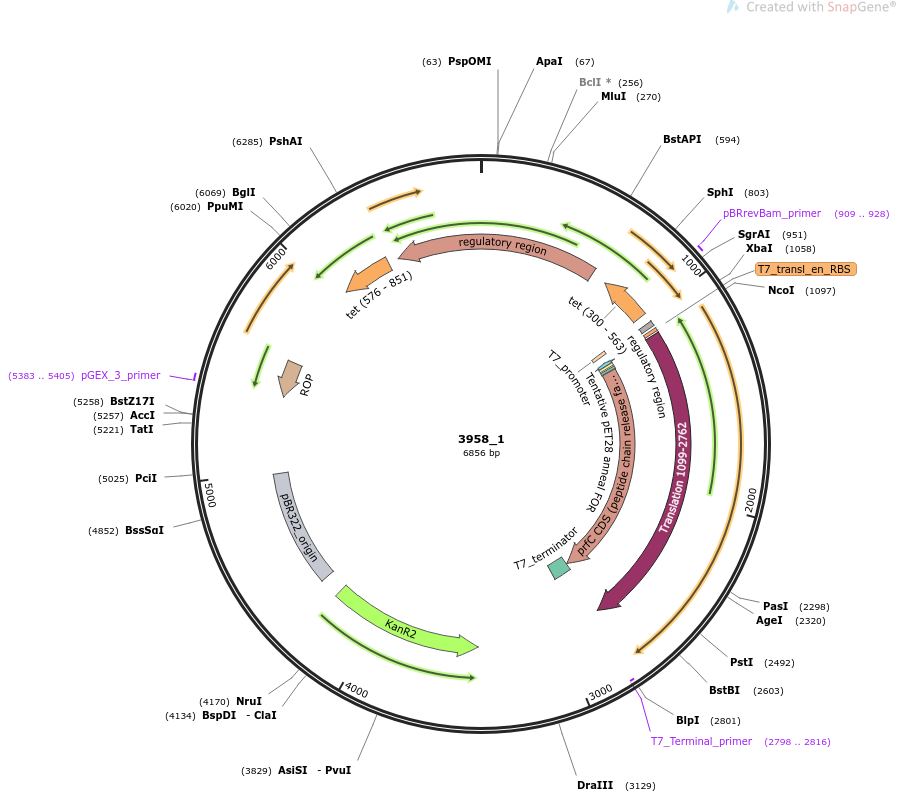 Created with SnapGene®
(63) PspOMI
ApaI (67)
BclI * (256)
MluI (270)
(6285) PshAI
BstAPI (594)
(6069) BglI
(6020) PpuMI
SphI (803)
pBRrevBam_primer (909 .. 928)
SgrAI (951)
XbaI (1058)
T7_transl_en_RBS
NcoI (1097)
6000
1000
regulatory region
tet (576 - 851)
tet (300 - 563)
regulatory region
T7_promoter
Tentative pET28 anneal FOR
prfC CDS (peptide chain release fa...
Translation 1099-2762
(5383 .. 5405) pGEX_3_primer
ROP
(5258) BstZ17I
(5257) AccI
(5221) TatI
3958_1
6856 bp
(5025) PciI
5000
2000
pBR322_origin
(4852) BssSαI
T7_terminator
KanR2
PasI (2298)
AgeI (2320)
PstI (2492)
BstBI (2603)
4000
3000
(4170) NruI
(4134) BspDI - ClaI
BlpI (2801)
T7_Terminal_primer (2798 .. 2816)
(3829) AsiSI - PvuI
DraIII (3129)